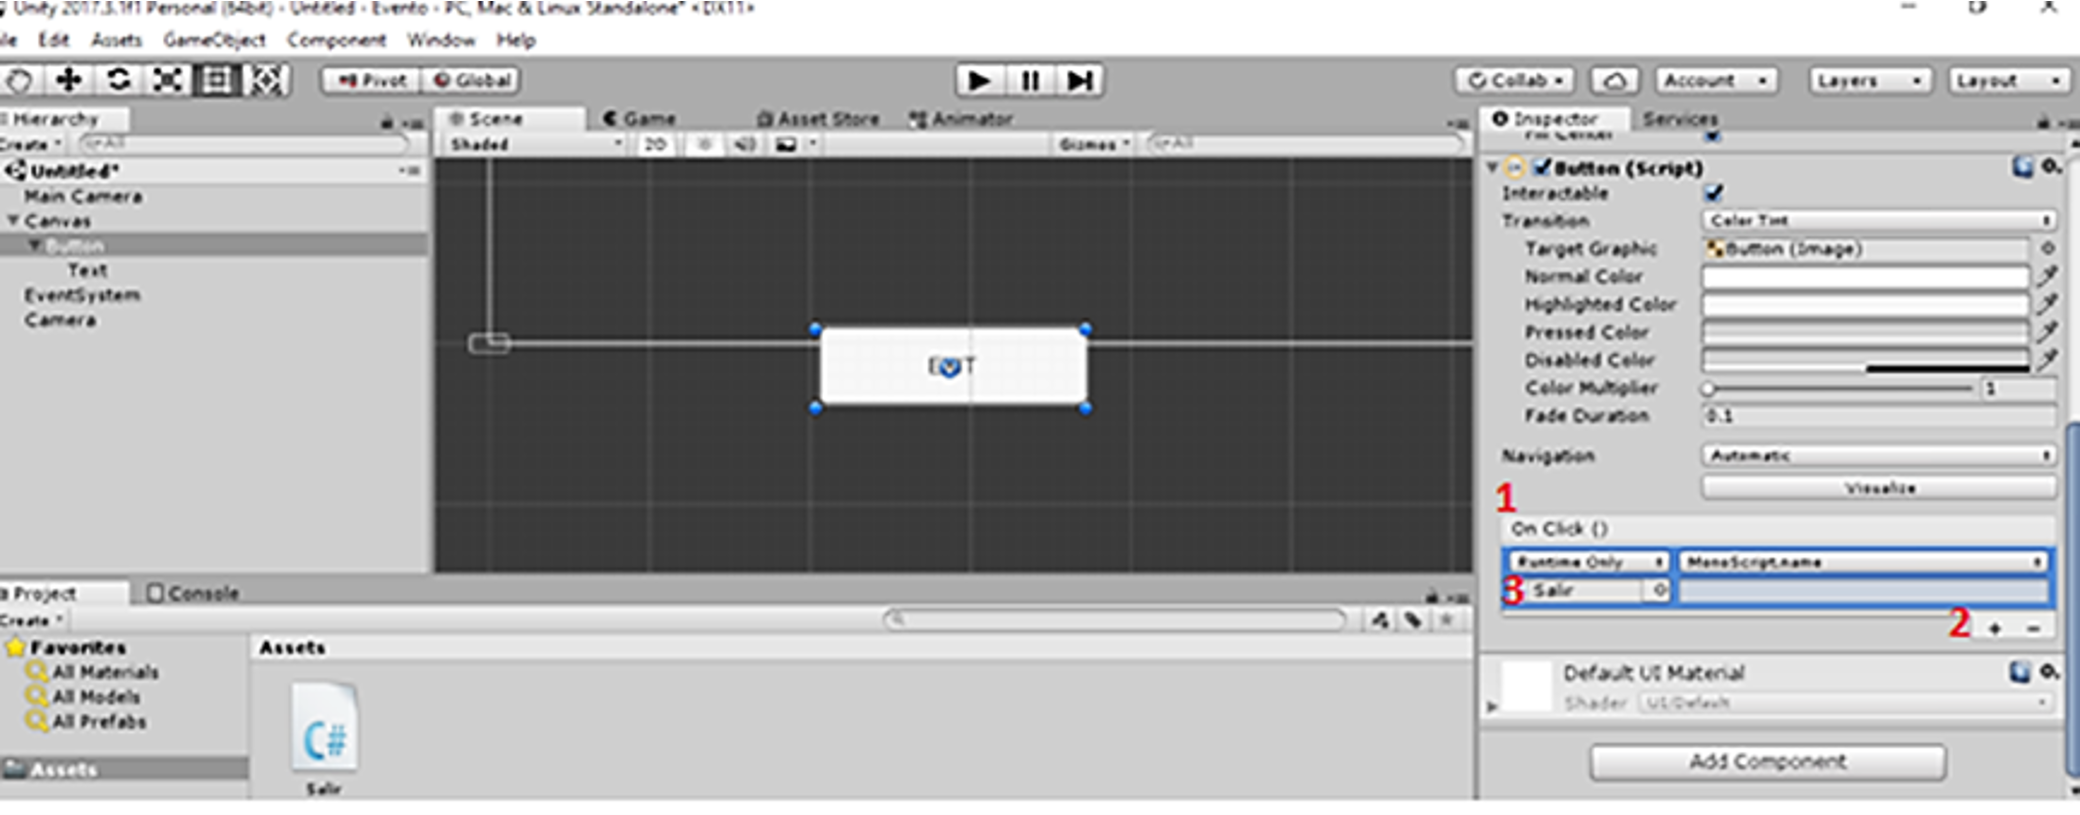 Unity 2017.3.1f1 Personal (64bit) - Untitled - Evento - PC, Mac & Linux Standalone* <DX11>
le Edit Assets GameObject Component Window Help
Pivot Global
Collab Account Layers Layout
Hierarchy
Create All
Untitled*
Main Camera
Canvas
Button
Text
EventSystem
Camera
Scene Game Asset Store Animator
Shaded 2D Gizmos All
Inspector Services
Fill Center
Button (Script)
Interactable
Transition Color Tint
Target Graphic Button (Image)
Normal Color
Highlighted Color
Pressed Color
Disabled Color
Color Multiplier 1
Fade Duration 0.1
Navigation Automatic
Visualize
1
On Click ()
Runtime Only MonoScript.name
3 Salir
2 + -
Default UI Material
Shader UI/Default
Add Component
Project Console
Create
Favorites
All Materials
All Models
All Prefabs
Assets
Assets
C#
Salir